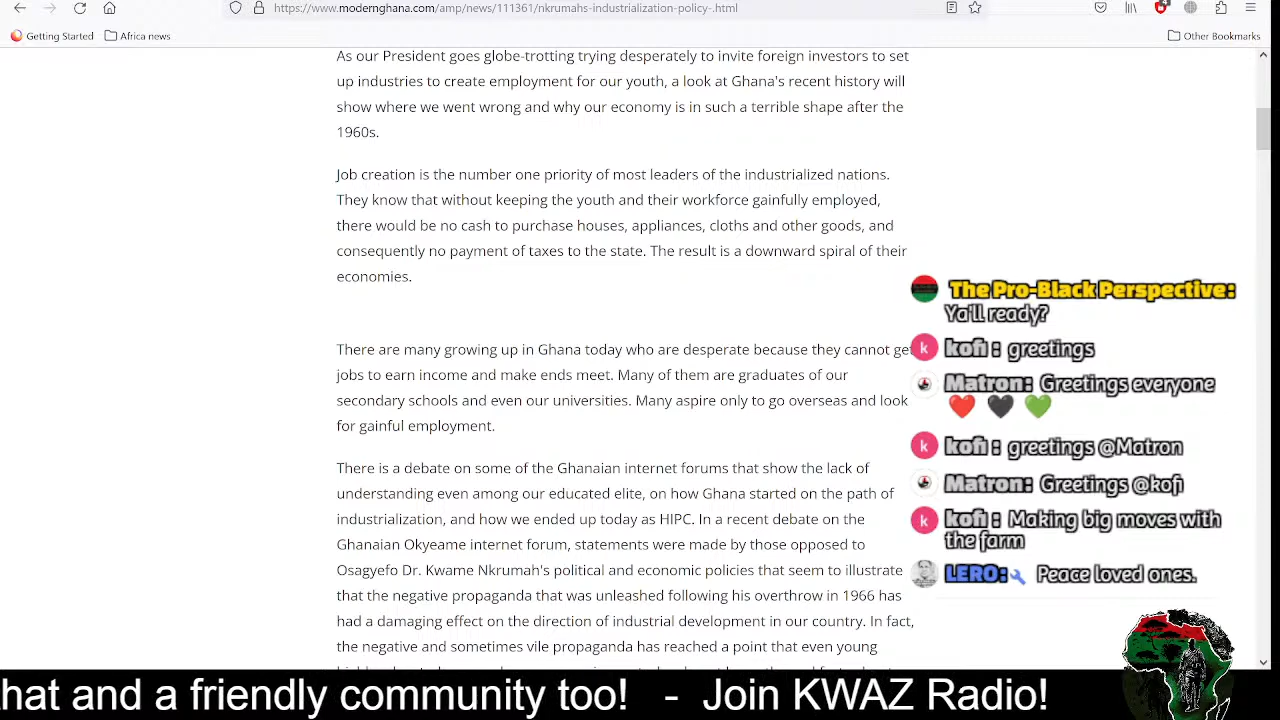 https://www.modernghana.com/amp/news/111361/nkrumahs-industrialization-policy-.html
4
Getting Started
Africa news
Other Bookmarks
As our President goes globe-trotting trying desperately to invite foreign investors to set
up industries to create employment for our youth, a look at Ghana's recent history will
show where we went wrong and why our economy is in such a terrible shape after the
1960s.
Job creation is the number one priority of most leaders of the industrialized nations.
They know that without keeping the youth and their workforce gainfully employed,
there would be no cash to purchase houses, appliances, cloths and other goods, and
consequently no payment of taxes to the state. The result is a downward spiral of their
economies.
There are many growing up in Ghana today who are desperate because they cannot get
jobs to earn income and make ends meet. Many of them are graduates of our
secondary schools and even our universities. Many aspire only to go overseas and look
for gainful employment.
There is a debate on some of the Ghanaian internet forums that show the lack of
understanding even among our educated elite, on how Ghana started on the path of
industrialization, and how we ended up today as HIPC. In a recent debate on the
Ghanaian Okyeame internet forum, statements were made by those opposed to
Osagyefo Dr. Kwame Nkrumah's political and economic policies that seem to illustrate
that the negative propaganda that was unleashed following his overthrow in 1966 has
had a damaging effect on the direction of industrial development in our country. In fact,
the negative and sometimes vile propaganda has reached a point that even young
The Pro-Black Perspective:
Ya'll ready?
k
kofi : greetings
Matron: Greetings everyone
❤️ 🖤 💚
k
kofi : greetings @Matron
Matron: Greetings @kofi
k
kofi : Making big moves with
the farm
LERO: Peace loved ones.
hat and a friendly community too! - Join KWAZ Radio!